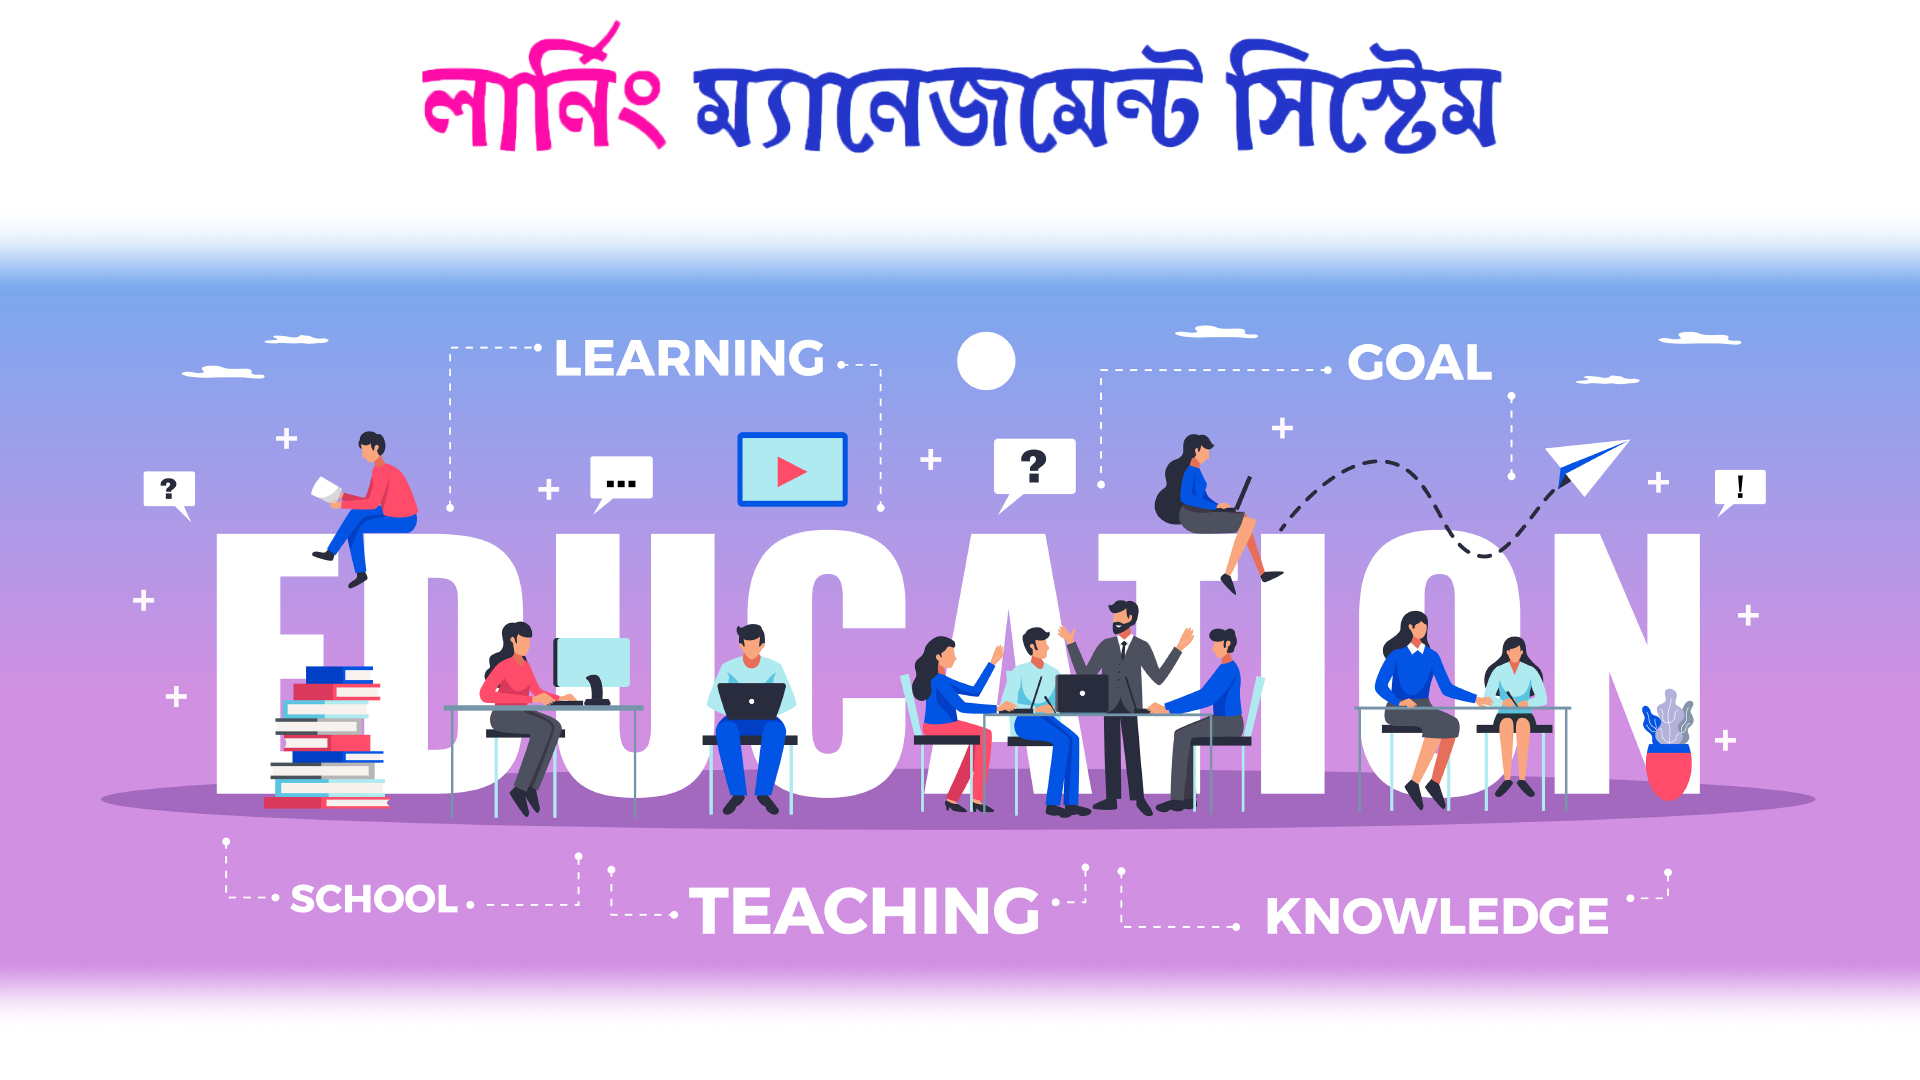 লার্নিং ম্যানেজমেন্ট সিস্টেম
LEARNING
GOAL
?
...
?
!
EDUCATION
SCHOOL
TEACHING
KNOWLEDGE